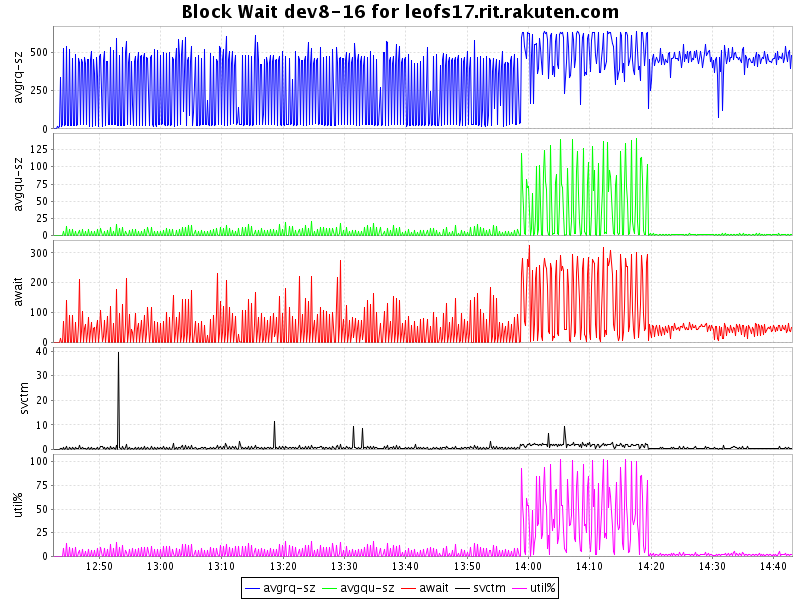 Block Wait dev8-16 for leofs17.rit.rakuten.com
avgrq-sz
500
250
0
avgqu-sz
125
100
75
50
25
0
await
300
200
100
0
svctm
40
30
20
10
0
util%
100
75
50
25
0
12:50 13:00 13:10 13:20 13:30 13:40 13:50 14:00 14:10 14:20 14:30 14:40
avgrq-sz avgqu-sz await svctm util%